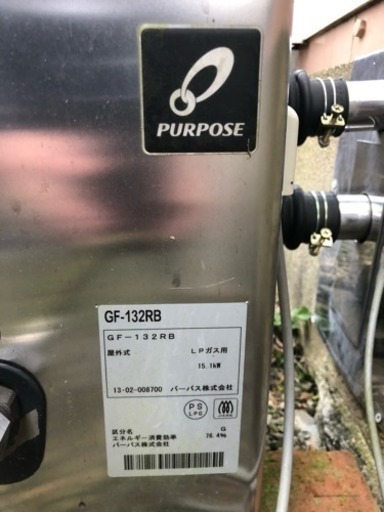 PURPOSE
GF-132RB
GF-132RB
屋外式 LPガス用
15.1kW
13-02-008700 パーパス株式会社
PS
LPG
区分名 G
エネルギー消費効率 76.4%
パーパス株式会社